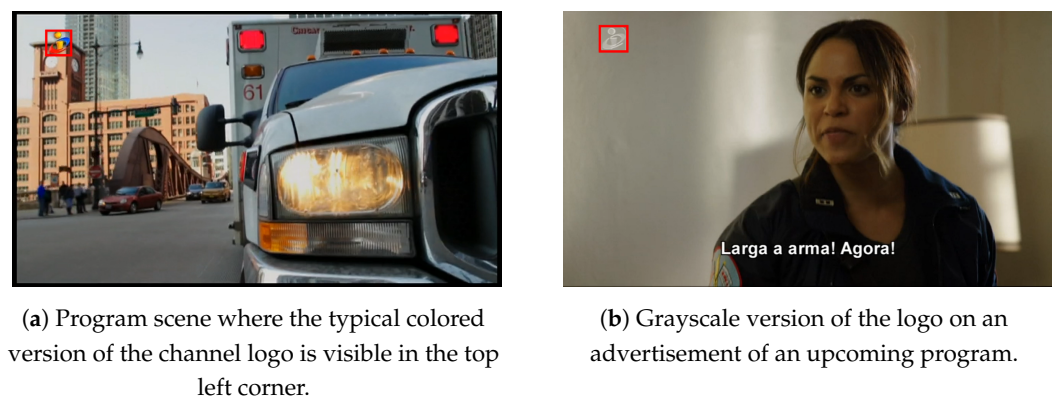 61
Larga a arma! Agora!
(a) Program scene where the typical colored
version of the channel logo is visible in the top
left corner.
(b) Grayscale version of the logo on an
advertisement of an upcoming program.